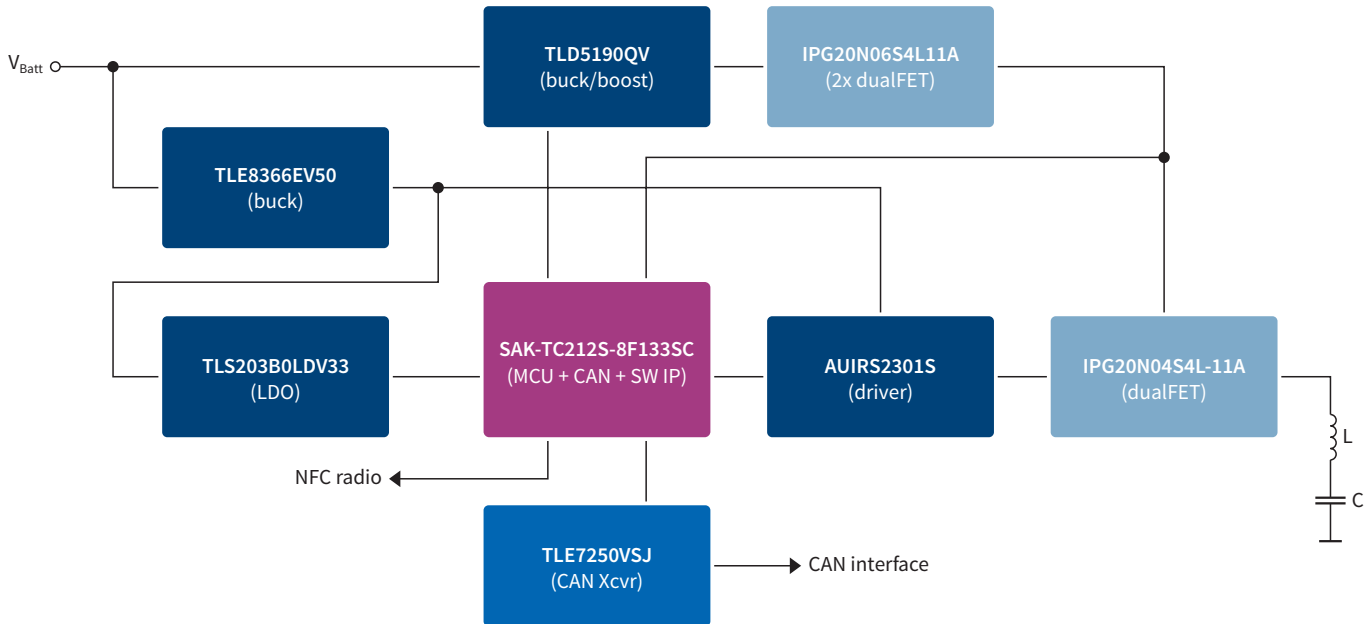 TLD5190QV
(buck/boost)
IPG20N06S4L11A
(2x dualFET)
VBatt
TLE8366EV50
(buck)
TLS203B0LDV33
(LDO)
SAK-TC212S-8F133SC
(MCU + CAN + SW IP)
AUIRS2301S
(driver)
IPG20N04S4L-11A
(dualFET)
L
C
NFC radio
TLE7250VSJ
(CAN Xcvr)
CAN interface